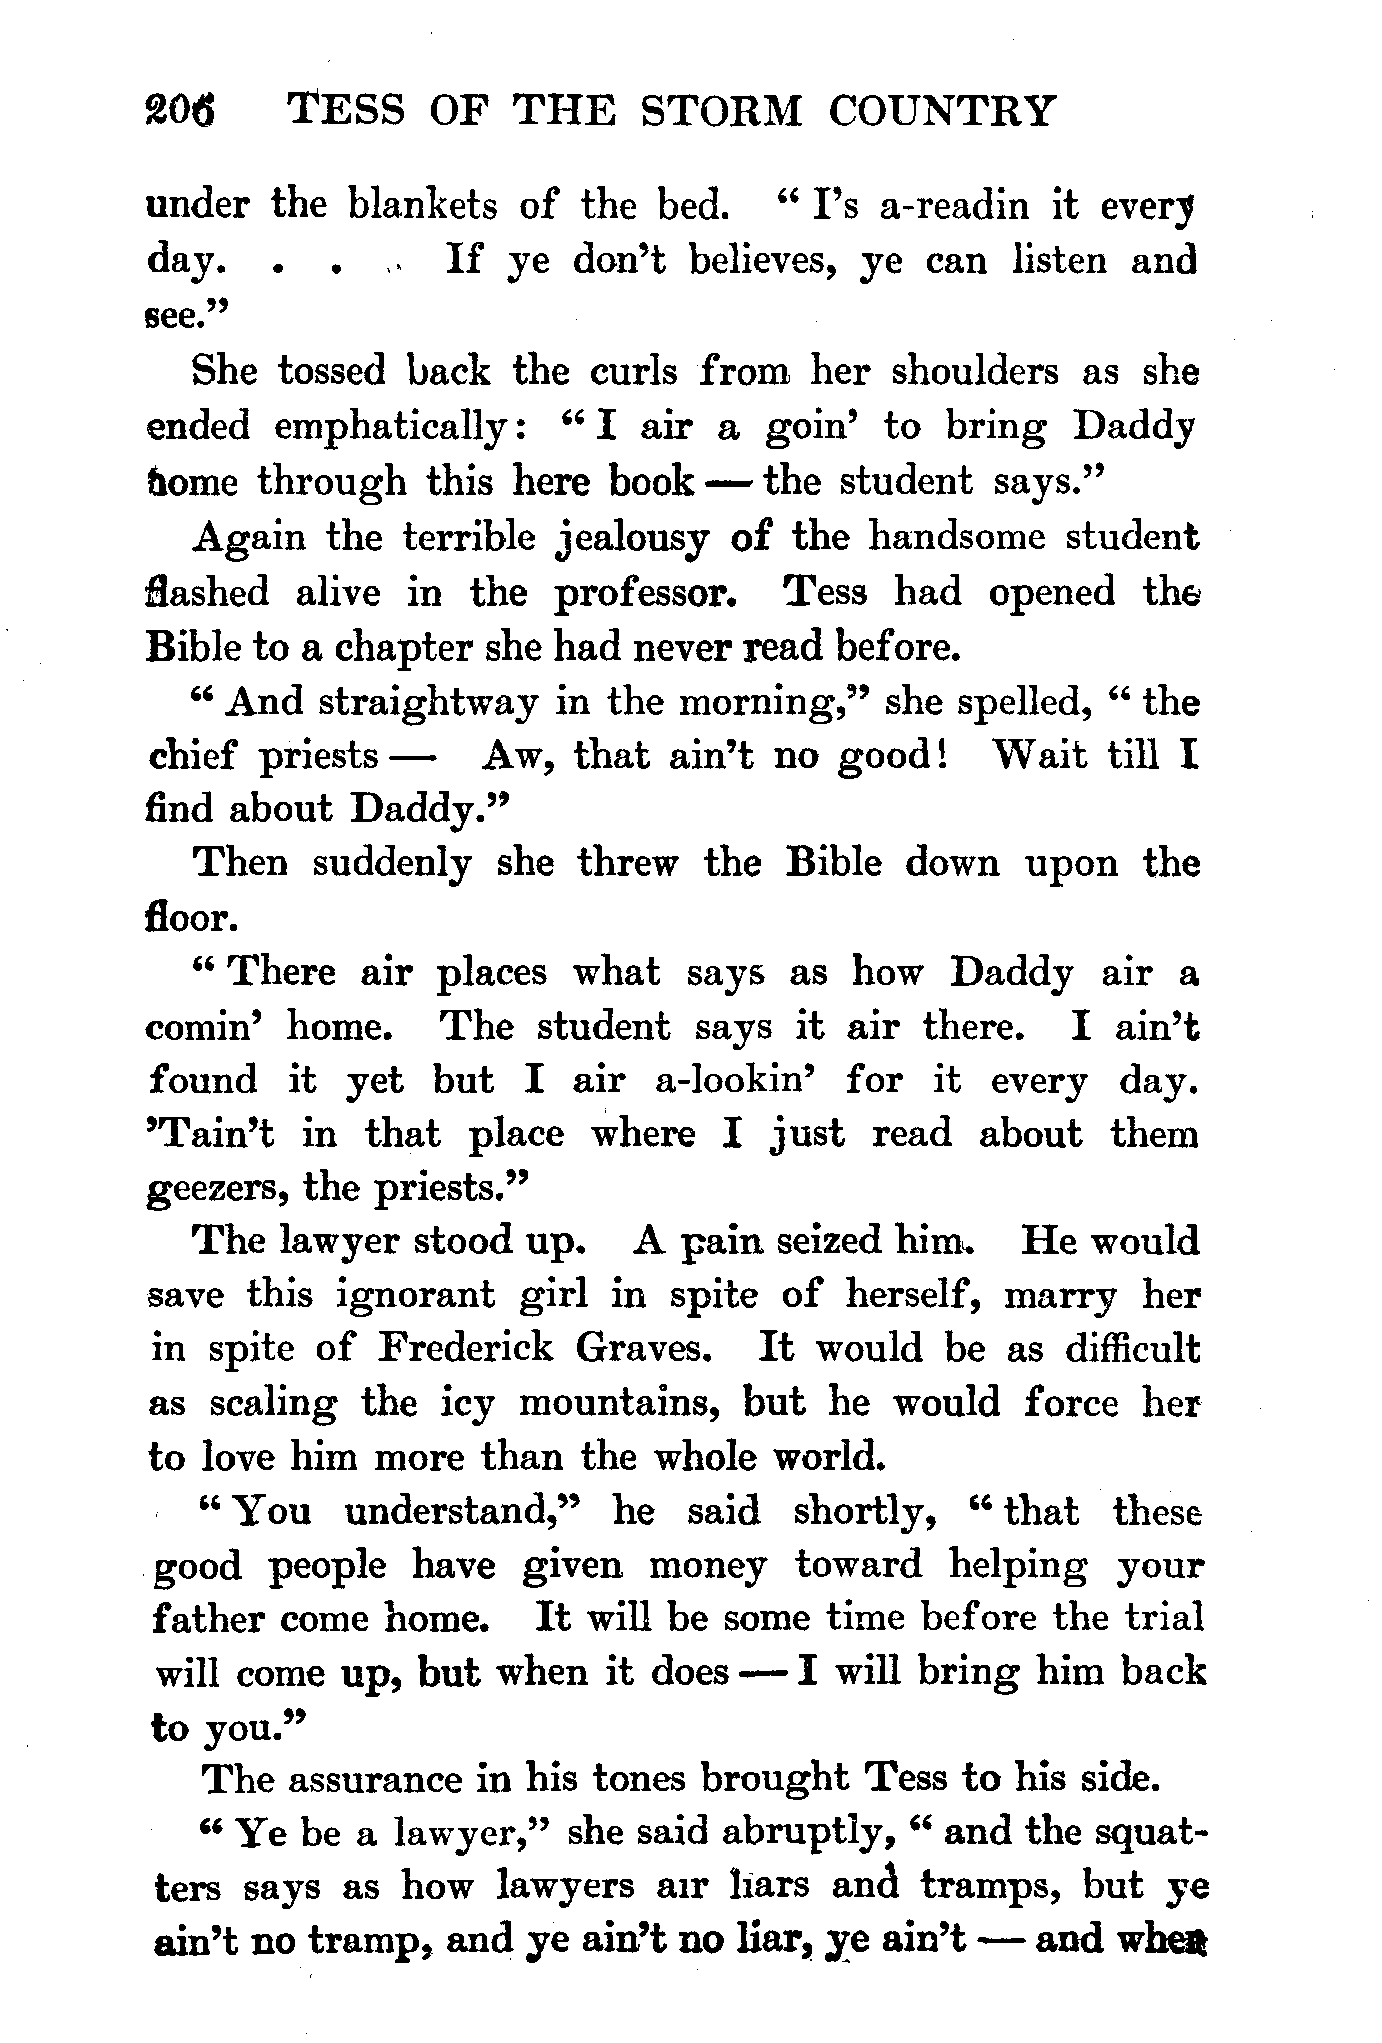 206 TESS OF THE STORM COUNTRY
under the blankets of the bed. "I's a-readin it every
day. . . . If ye don't believes, ye can listen and
see."
She tossed back the curls from her shoulders as she
ended emphatically: "I air a goin' to bring Daddy
home through this here book — the student says."
Again the terrible jealousy of the handsome student
flashed alive in the professor. Tess had opened the
Bible to a chapter she had never read before.
"And straightway in the morning," she spelled, "the
chief priests — Aw, that ain't no good! Wait till I
find about Daddy."
Then suddenly she threw the Bible down upon the
floor.
"There air places what says as how Daddy air a
comin' home. The student says it air there. I ain't
found it yet but I air a-lookin' for it every day.
'Tain't in that place where I just read about them
geezers, the priests."
The lawyer stood up. A pain seized him. He would
save this ignorant girl in spite of herself, marry her
in spite of Frederick Graves. It would be as difficult
as scaling the icy mountains, but he would force her
to love him more than the whole world.
"You understand," he said shortly, "that these
good people have given money toward helping your
father come home. It will be some time before the trial
will come up, but when it does — I will bring him back
to you."
The assurance in his tones brought Tess to his side.
"Ye be a lawyer," she said abruptly, "and the squat-
ters says as how lawyers air liars and tramps, but ye
ain't no tramp, and ye ain't no liar, ye ain't — and when